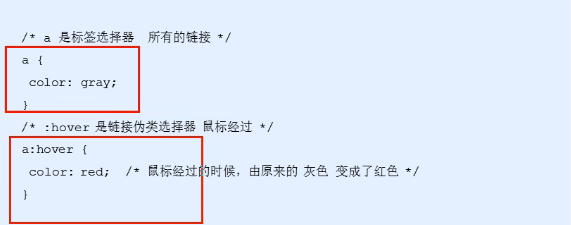 /* a 是标签选择器 所有的链接 */
a {
color: gray;
}
/* :hover 是链接伪类选择器 鼠标经过 */
a:hover {
color: red; /* 鼠标经过的时候，由原来的 灰色 变成了红色 */
}